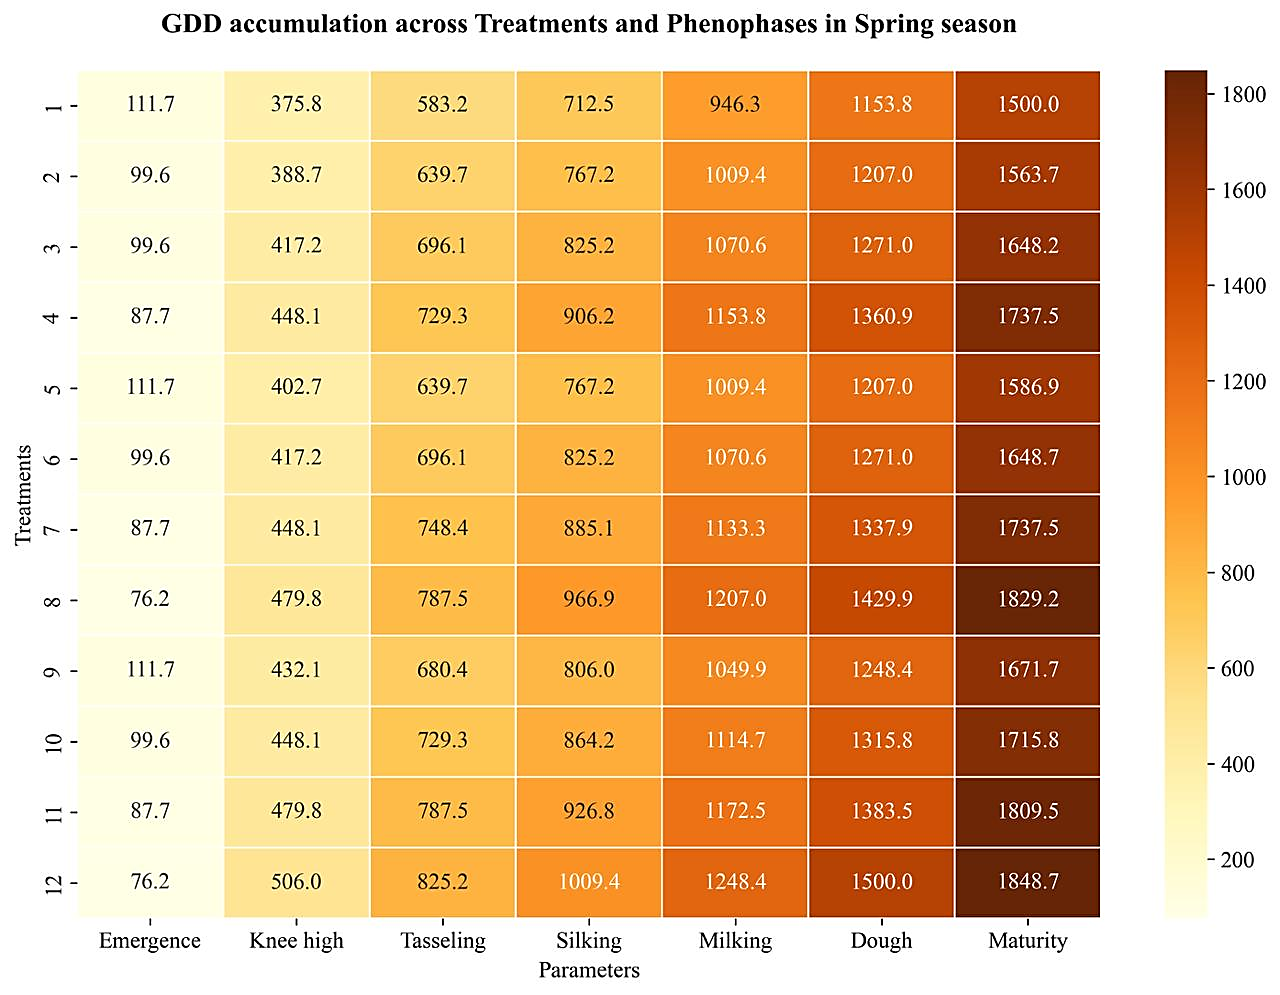 GDD accumulation across Treatments and Phenophases in Spring season
1 111.7 375.8 583.2 712.5 946.3 1153.8 1500.0
2 99.6 388.7 639.7 767.2 1009.4 1207.0 1563.7
3 99.6 417.2 696.1 825.2 1070.6 1271.0 1648.2
4 87.7 448.1 729.3 906.2 1153.8 1360.9 1737.5
5 111.7 402.7 639.7 767.2 1009.4 1207.0 1586.9
6 99.6 417.2 696.1 825.2 1070.6 1271.0 1648.7
7 87.7 448.1 748.4 885.1 1133.3 1337.9 1737.5
8 76.2 479.8 787.5 966.9 1207.0 1429.9 1829.2
9 111.7 432.1 680.4 806.0 1049.9 1248.4 1671.7
10 99.6 448.1 729.3 864.2 1114.7 1315.8 1715.8
11 87.7 479.8 787.5 926.8 1172.5 1383.5 1809.5
12 76.2 506.0 825.2 1009.4 1248.4 1500.0 1848.7
Treatments
Emergence Knee high Tasseling Silking Milking Dough Maturity
Parameters
1800
1600
1400
1200
1000
800
600
400
200